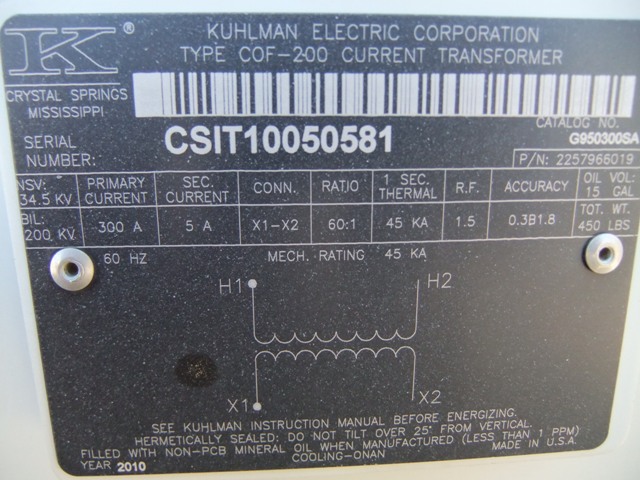 K ®
KUHLMAN ELECTRIC CORPORATION
TYPE COF-200 CURRENT TRANSFORMER
CRYSTAL SPRINGS
MISSISSIPPI
CATALOG NO.
G950300SA
SERIAL
NUMBER:
CSIT10050581
P/N: 2257966019
NSV: PRIMARY SEC. CONN. RATIO 1 SEC. R.F. ACCURACY OIL VOL:
34.5 KV CURRENT CURRENT THERMAL 15 GAL
BIL: 300 A 5 A X1-X2 60:1 45 KA 1.5 0.3B1.8 TOT. WT.
200 KV 450 LBS
60 HZ MECH. RATING 45 KA
H1 H2
X1 X2
SEE KUHLMAN INSTRUCTION MANUAL BEFORE ENERGIZING.
HERMETICALLY SEALED: DO NOT TILT OVER 25° FROM VERTICAL.
FILLED WITH NON-PCB MINERAL OIL WHEN MANUFACTURED (LESS THAN 1 PPM)
YEAR 2010 COOLING-ONAN MADE IN U.S.A.